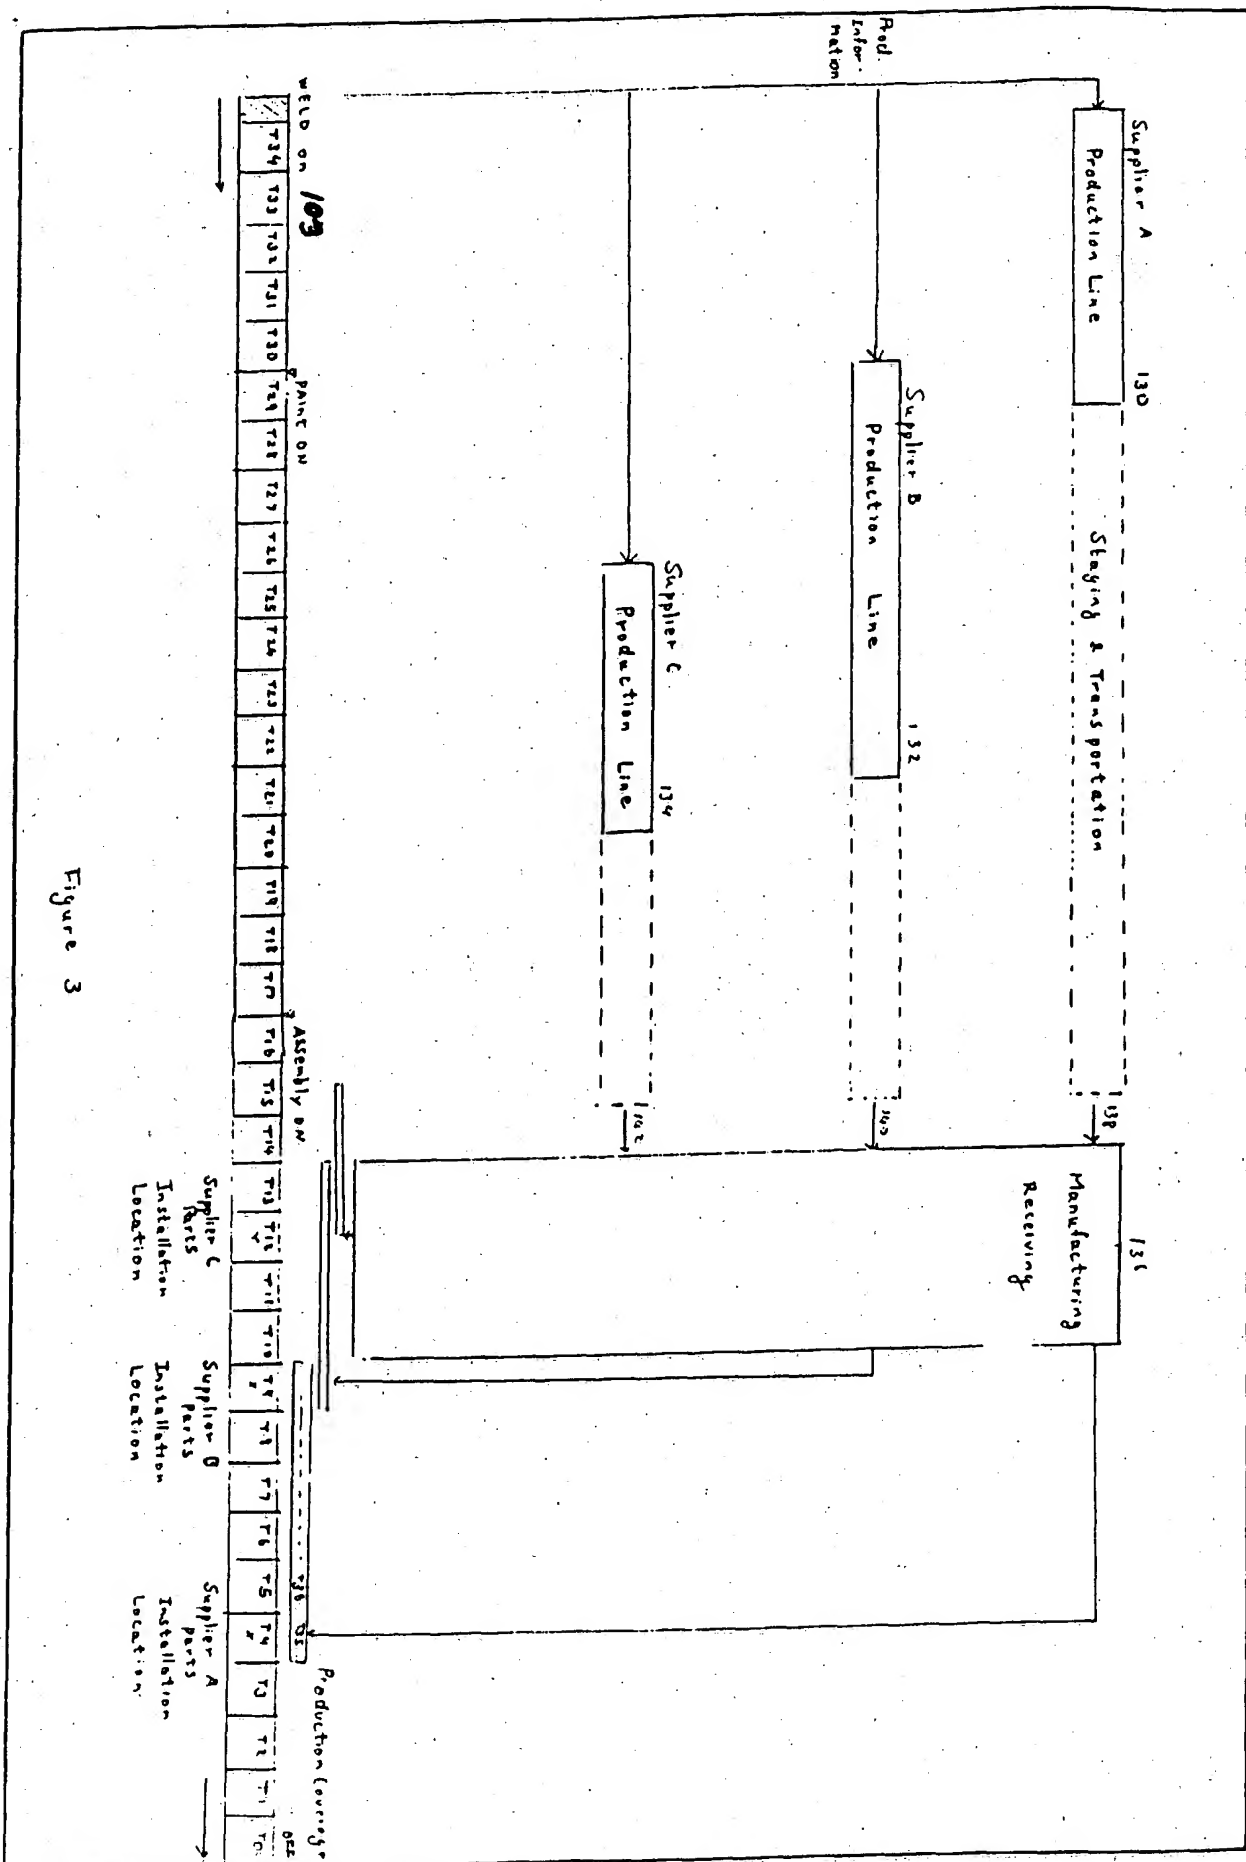 Prod.
Infor-
mation
Supplier A
130
Production Line
Staging & Transportation
138
136
Manufacturing
Receiving
Supplier B
132
Production Line
140
Supplier C
134
Production Line
142
WELD ON
103
PAINT ON
Assembly ON
Production Coverage
OFF
T34 T33 T32 T31 T30 T29 T28 T27 T26 T25 T24 T23 T22 T21 T20 T19 T18 T17 T16 T15 T14 T13 T12 T11 T10 T9 T8 T7 T6 T5 T4 T3 T2 T1 T0
Supplier C
Parts
Installation
Location
Supplier B
Parts
Installation
Location
Supplier A
parts
Installation
Location
Figure 3